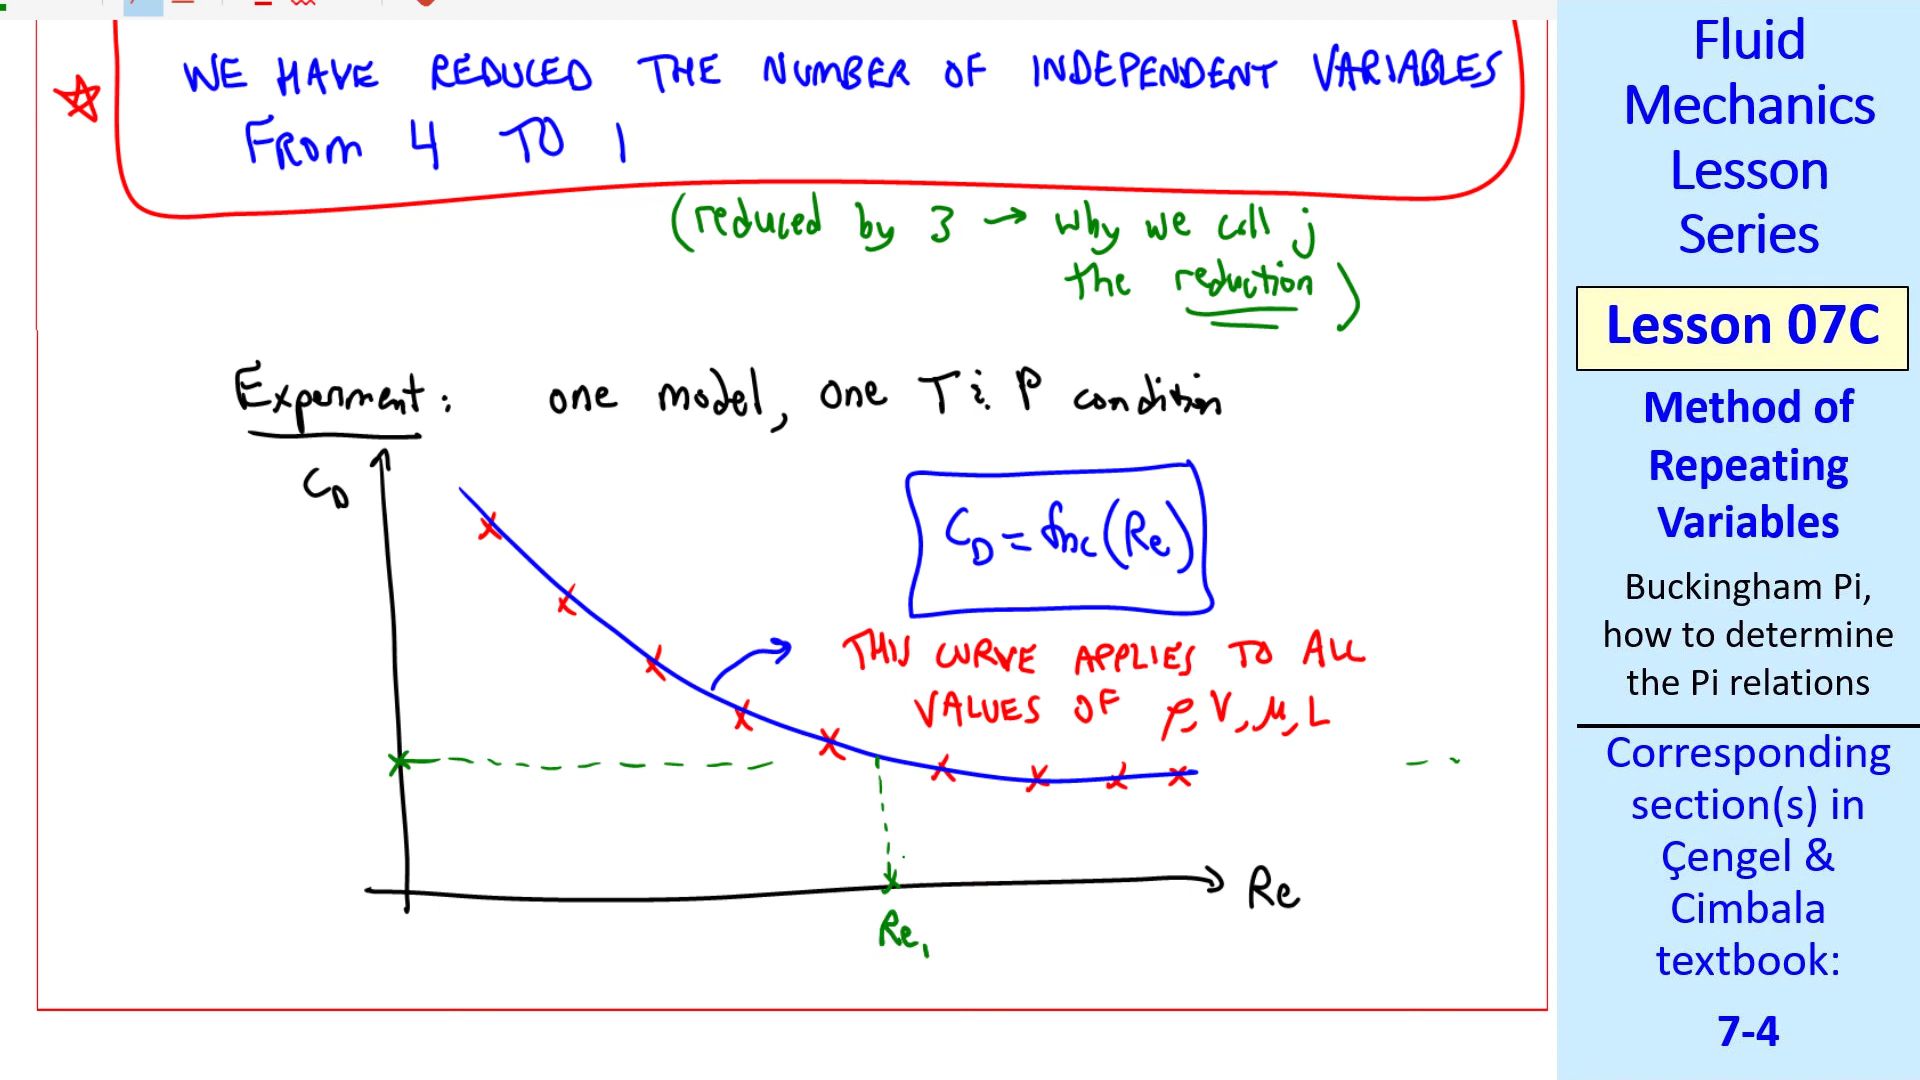 WE HAVE REDUCED THE NUMBER OF INDEPENDENT VARIABLES
FROM 4 TO 1
(reduced by 3 → why we call j
the reduction)
Experment: one model, one T & P condition
CD
CD = fnc(Re)
THIS CURVE APPLIES TO ALL
VALUES OF ρ, V, μ, L
Re
Re1
Fluid
Mechanics
Lesson
Series
Lesson 07C
Method of
Repeating
Variables
Buckingham Pi,
how to determine
the Pi relations
Corresponding
section(s) in
Çengel &
Cimbala
textbook:
7-4